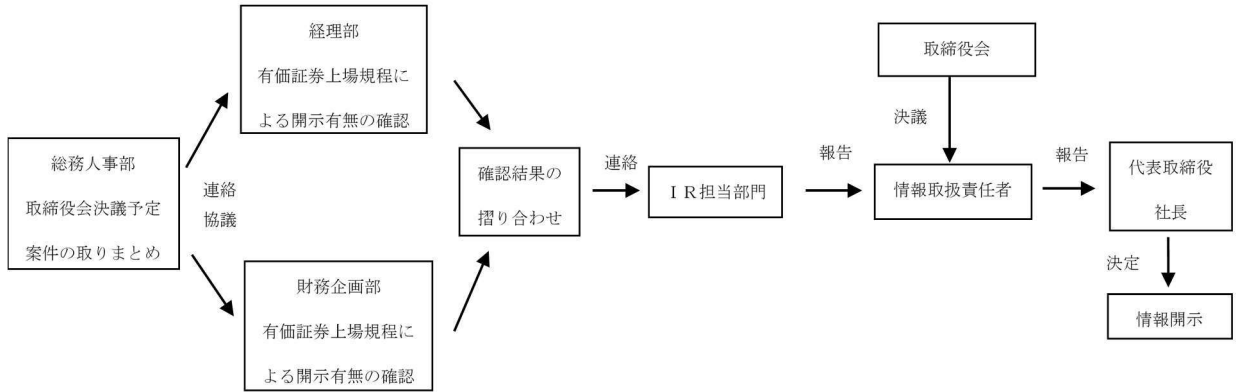 総務人事部
取締役会決議予定
案件の取りまとめ
連絡
協議
経理部
有価証券上場規程に
よる開示有無の確認
財務企画部
有価証券上場規程に
よる開示有無の確認
確認結果の
摺り合わせ
連絡
ＩＲ担当部門
報告
取締役会
決議
情報取扱責任者
報告
代表取締役
社長
決定
情報開示